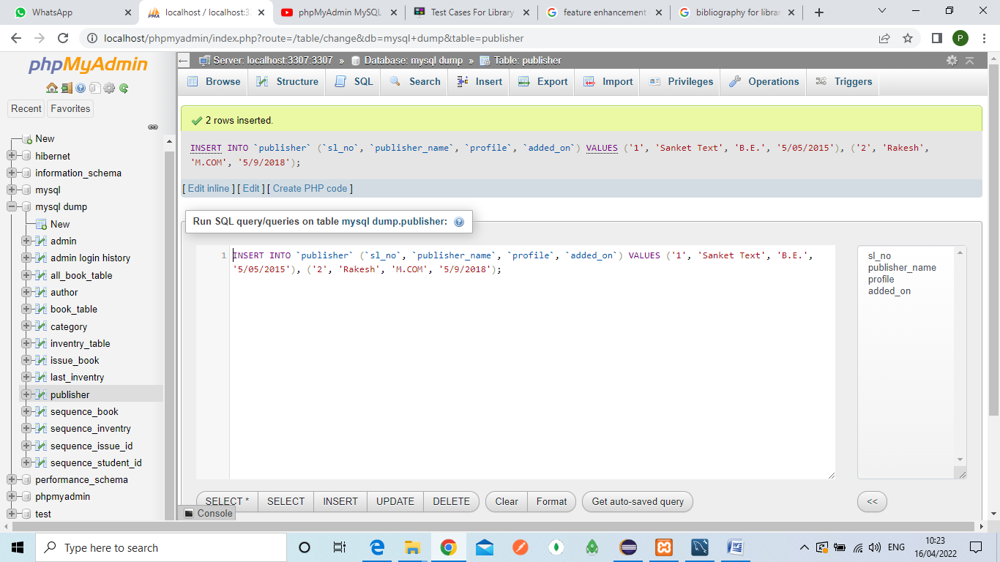 WhatsApp
localhost / localhost:3
phpMyAdmin MySQL
Test Cases For Library
feature enhancement
bibliography for librar
localhost/phpmyadmin/index.php?route=/table/change&db=mysql+dump&table=publisher
P
phpMyAdmin
Recent
Favorites
New
hibernet
information_schema
mysql
mysql dump
New
admin
admin login history
all_book_table
author
book_table
category
inventry_table
issue_book
last_inventry
publisher
sequence_book
sequence_inventry
sequence_issue_id
sequence_student_id
performance_schema
phpmyadmin
test
Server: localhost:3307:3307 » Database: mysql dump » Table: publisher
Browse
Structure
SQL
Search
Insert
Export
Import
Privileges
Operations
Triggers
2 rows inserted.
INSERT INTO `publisher` (`sl_no`, `publisher_name`, `profile`, `added_on`) VALUES ('1', 'Sanket Text', 'B.E.', '5/05/2015'), ('2', 'Rakesh',
'M.COM', '5/9/2018');
[ Edit inline ] [ Edit ] [ Create PHP code ]
Run SQL query/queries on table mysql dump.publisher:
1
INSERT INTO `publisher` (`sl_no`, `publisher_name`, `profile`, `added_on`) VALUES ('1', 'Sanket Text', 'B.E.',
'5/05/2015'), ('2', 'Rakesh', 'M.COM', '5/9/2018');
sl_no
publisher_name
profile
added_on
SELECT *
SELECT
INSERT
UPDATE
DELETE
Clear
Format
Get auto-saved query
<<
Console
Type here to search
ENG
10:23
16/04/2022